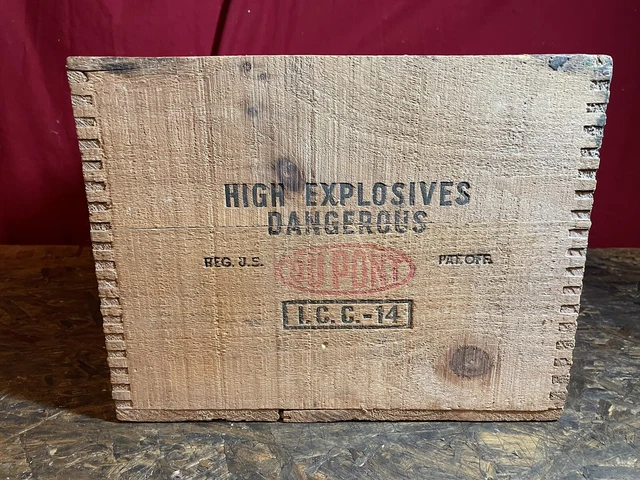 HIGH EXPLOSIVES
DANGEROUS
REG. U.S. DU PONT PAT. OFF.
I.C.C.-14